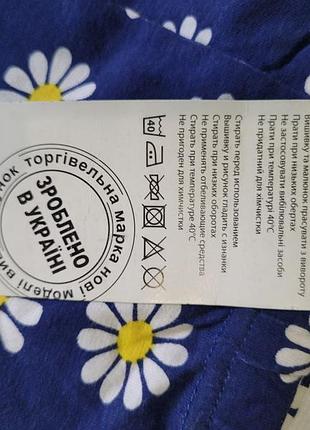 Вишивку та малюнок прасувати з вивороту
Прати при низьких обертах
Не застосовувати вибілювальні засоби
Прати при температурі 40°С
Не придатний для хімчистки
Стирать перед использованием
Вышивку и рисунок гладить с изнанки
Стирать при низких оборотах
Не применять отбеливающие средства
Стирать при температуре 40°С
Не пригоден для химчистки
40
торгівельна марка нові моделі
ЗРОБЛЕНО
В УКРАЇНІ